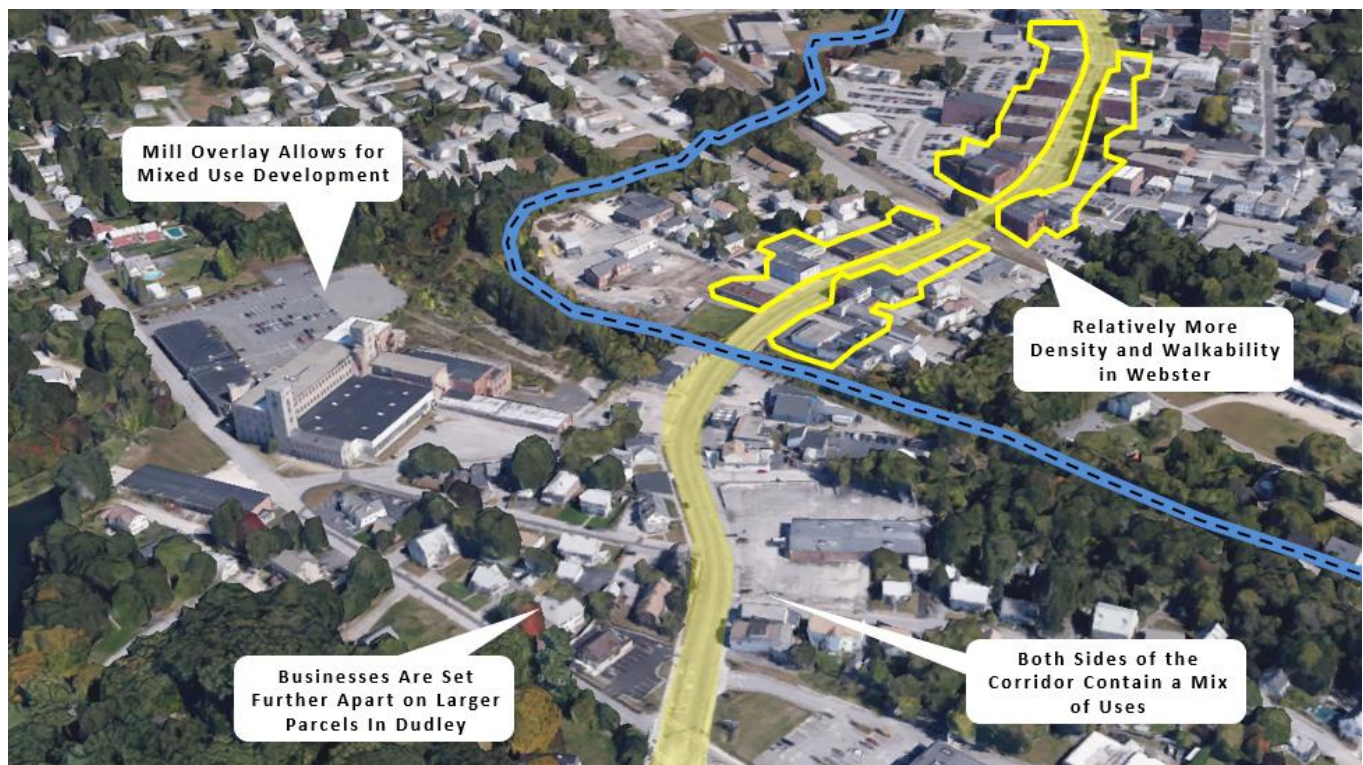 Mill Overlay Allows for
Mixed Use Development
Relatively More
Density and Walkability
in Webster
Businesses Are Set
Further Apart on Larger
Parcels In Dudley
Both Sides of the
Corridor Contain a Mix
of Uses